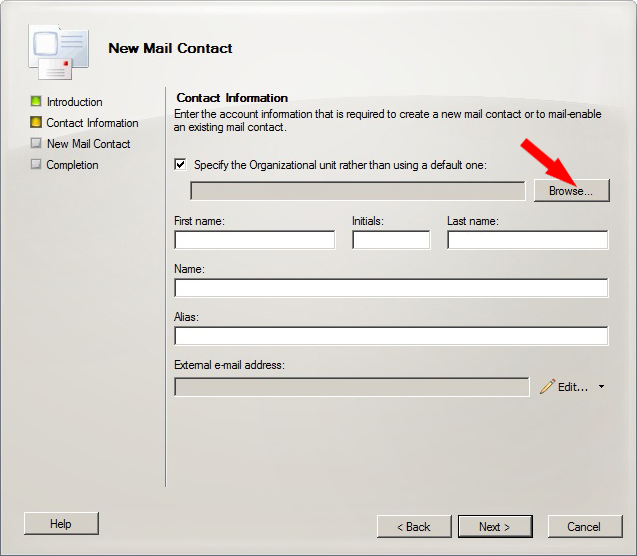 New Mail Contact
Introduction
Contact Information
New Mail Contact
Completion
Contact Information
Enter the account information that is required to create a new mail contact or to mail-enable
an existing mail contact.
Specify the Organizational unit rather than using a default one:
Browse...
First name:
Initials:
Last name:
Name:
Alias:
External e-mail address:
Edit...
Help
< Back
Next >
Cancel